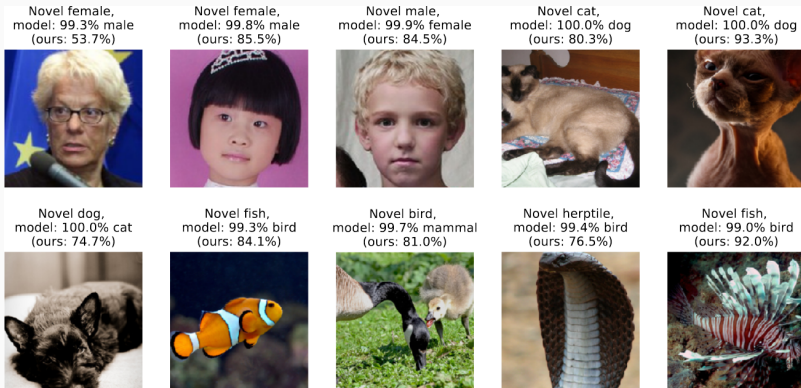 Novel female,
model: 99.3% male
(ours: 53.7%)
Novel female,
model: 99.8% male
(ours: 85.5%)
Novel male,
model: 99.9% female
(ours: 84.5%)
Novel cat,
model: 100.0% dog
(ours: 80.3%)
Novel cat,
model: 100.0% dog
(ours: 93.3%)
Novel dog,
model: 100.0% cat
(ours: 74.7%)
Novel fish,
model: 99.3% bird
(ours: 84.1%)
Novel bird,
model: 99.7% mammal
(ours: 81.0%)
Novel herptile,
model: 99.4% bird
(ours: 76.5%)
Novel fish,
model: 99.0% bird
(ours: 92.0%)